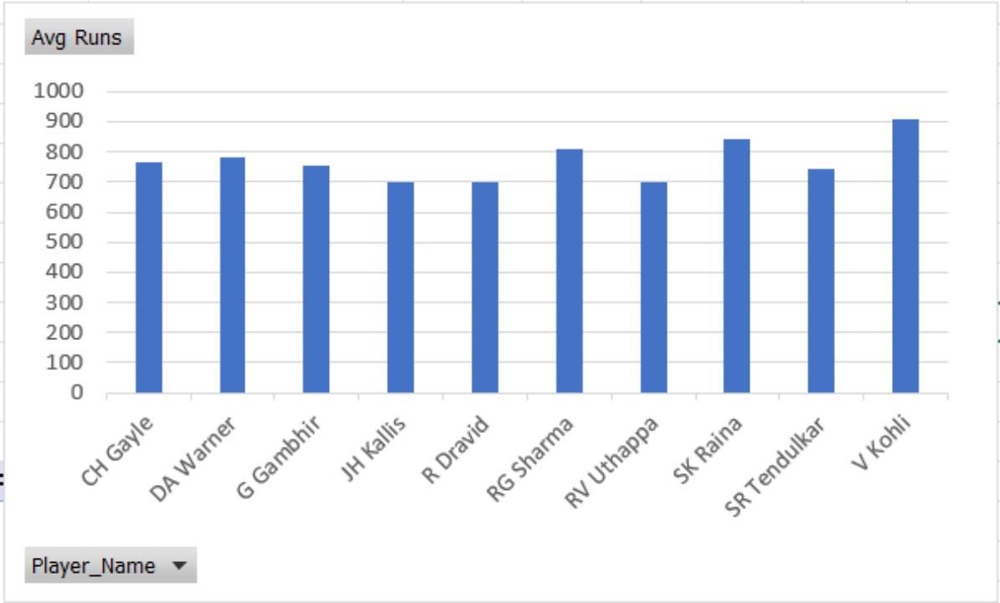 Avg Runs
1000
900
800
700
600
500
400
300
200
100
0
CH Gayle
DA Warner
G Gambhir
JH Kallis
R Dravid
RG Sharma
RV Uthappa
SK Raina
SR Tendulkar
V Kohli
Player_Name